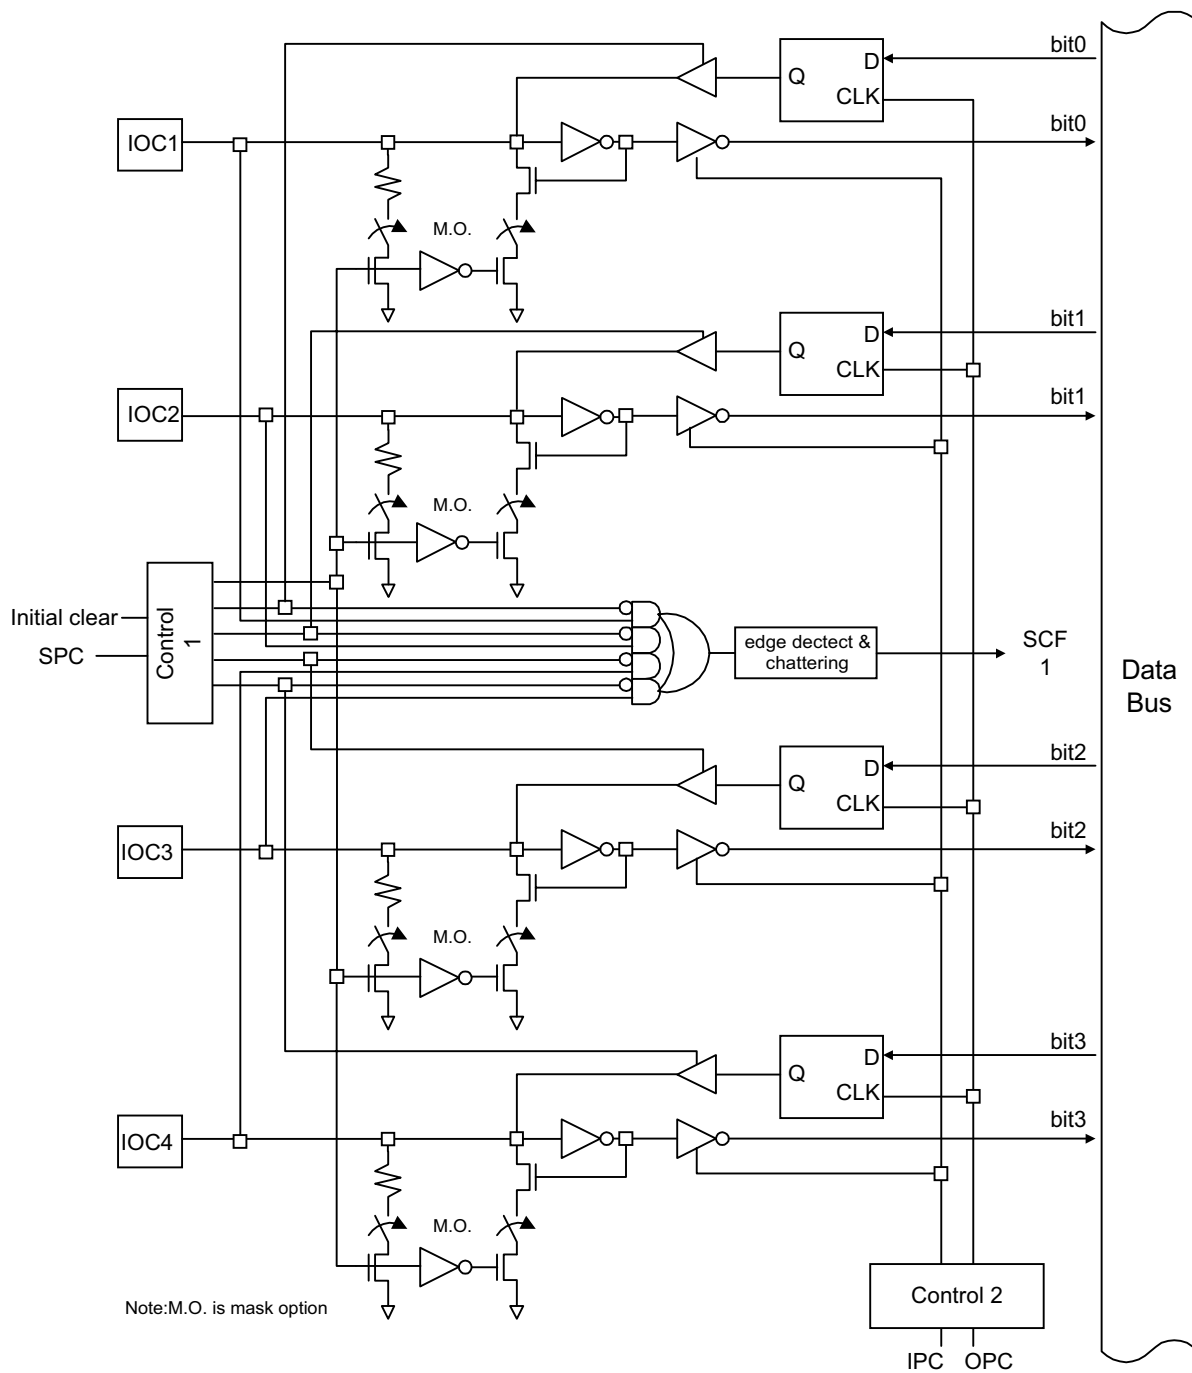 bit0
D
Q
CLK
bit0
IOC1
M.O.
bit1
D
Q
CLK
bit1
IOC2
M.O.
Initial clear
SPC
Control
1
edge dectect &
chattering
SCF
1
Data
Bus
bit2
D
Q
CLK
bit2
IOC3
M.O.
bit3
D
Q
CLK
bit3
IOC4
M.O.
Note:M.O. is mask option
Control 2
IPC OPC